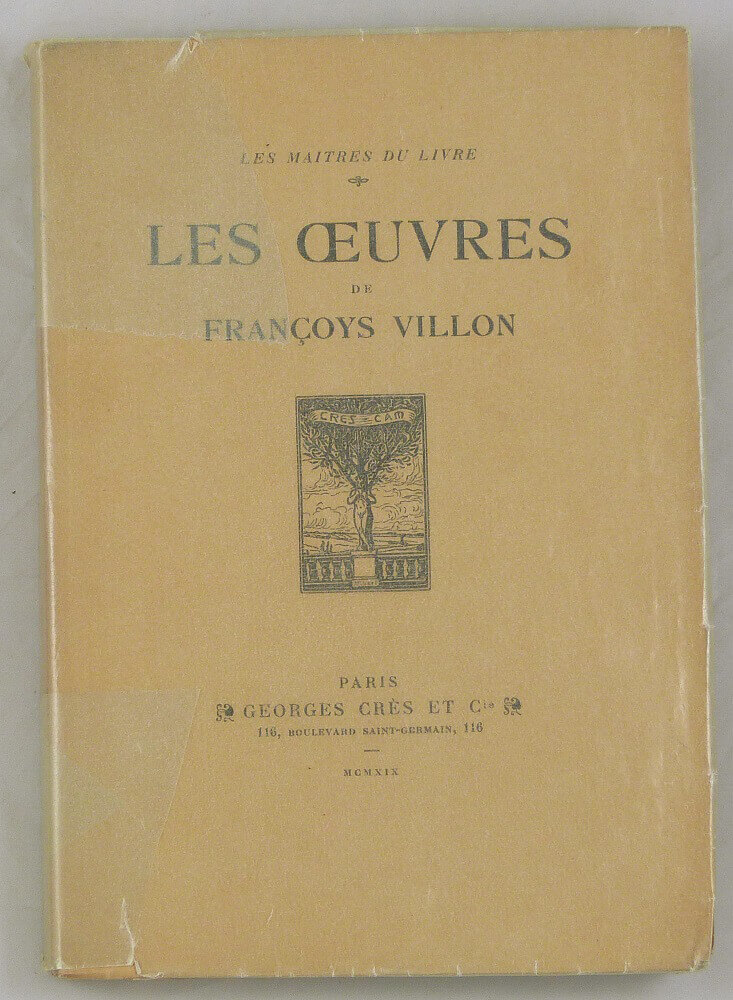 LES MAITRES DU LIVRE
LES ŒUVRES
DE
FRANÇOYS VILLON
CRES = CAM
PARIS
GEORGES CRÈS ET Cie
116, BOULEVARD SAINT-GERMAIN, 116
MCMXIX